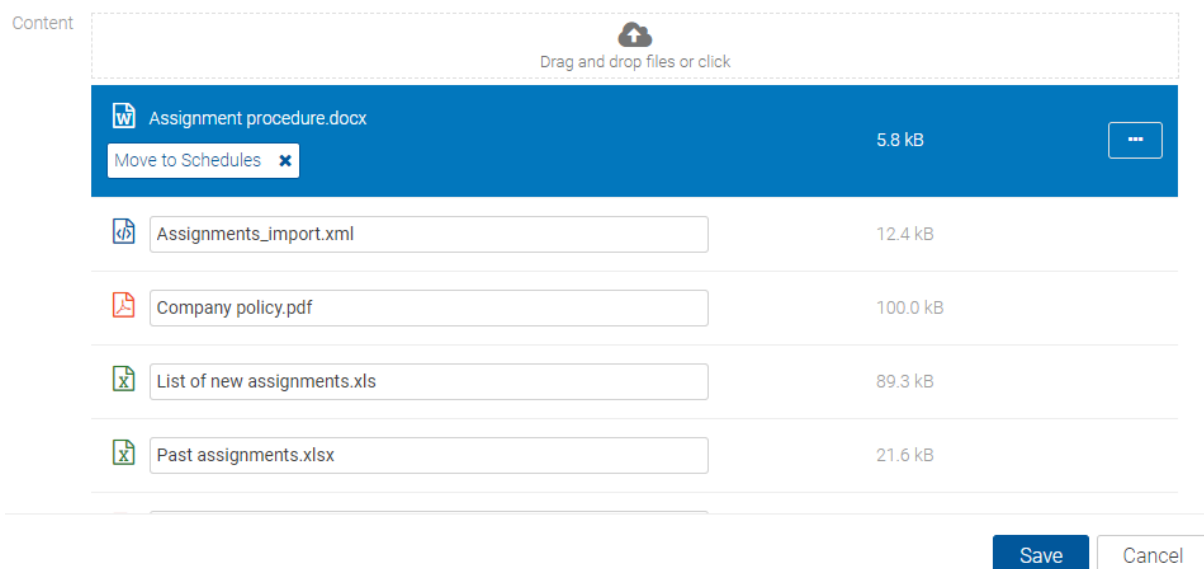 Content
Drag and drop files or click
Assignment procedure.docx
5.8 kB
Move to Schedules
Assignments_import.xml
12.4 kB
Company policy.pdf
100.0 kB
List of new assignments.xls
89.3 kB
Past assignments.xlsx
21.6 kB
Save
Cancel